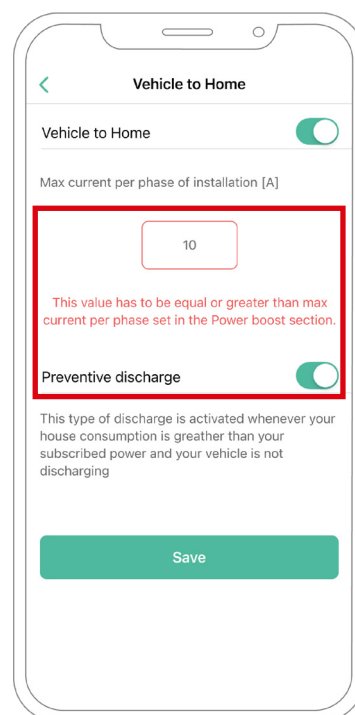 Vehicle to Home
Vehicle to Home
Max current per phase of installation [A]
10
This value has to be equal or greater than max
current per phase set in the Power boost section.
Preventive discharge
This type of discharge is activated whenever your
house consumption is greather than your
subscribed power and your vehicle is not
discharging
Save